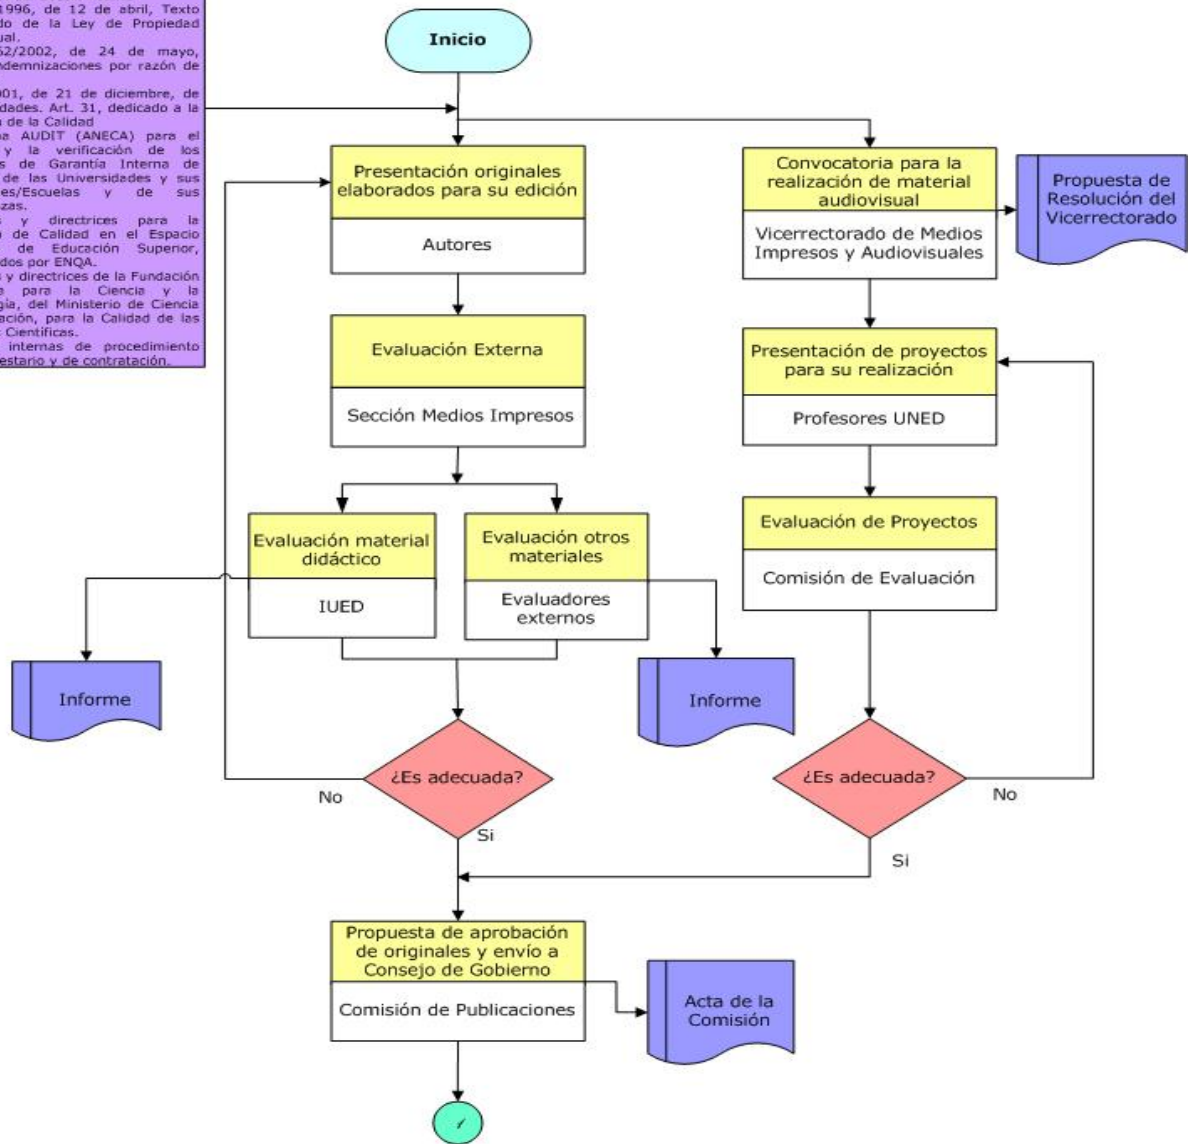 1996, de 12 de abril, Texto
do de la Ley de Propiedad
ual.
62/2002, de 24 de mayo,
ndemnizaciones por razón de
001, de 21 de diciembre, de
dades. Art. 31, dedicado a la
de la Calidad
na AUDIT (ANECA) para el
y la verificación de los
s de Garantía Interna de
de las Universidades y sus
es/Escuelas y de sus
zas.
s y directrices para la
de Calidad en el Espacio
de Educación Superior,
dos por ENQA.
s y directrices de la Fundación
a para la Ciencia y la
gía, del Ministerio de Ciencia
ación, para la Calidad de las
Científicas.
internas de procedimiento
estario y de contratación.
Inicio
Presentación originales
elaborados para su edición
Autores
Convocatoria para la
realización de material
audiovisual
Vicerrectorado de Medios
Impresos y Audiovisuales
Propuesta de
Resolución del
Vicerrectorado
Evaluación Externa
Sección Medios Impresos
Presentación de proyectos
para su realización
Profesores UNED
Evaluación material
didáctico
IUED
Evaluación otros
materiales
Evaluadores
externos
Evaluación de Proyectos
Comisión de Evaluación
Informe
Informe
¿Es adecuada?
No
Si
¿Es adecuada?
No
Si
Propuesta de aprobación
de originales y envío a
Consejo de Gobierno
Comisión de Publicaciones
Acta de la
Comisión